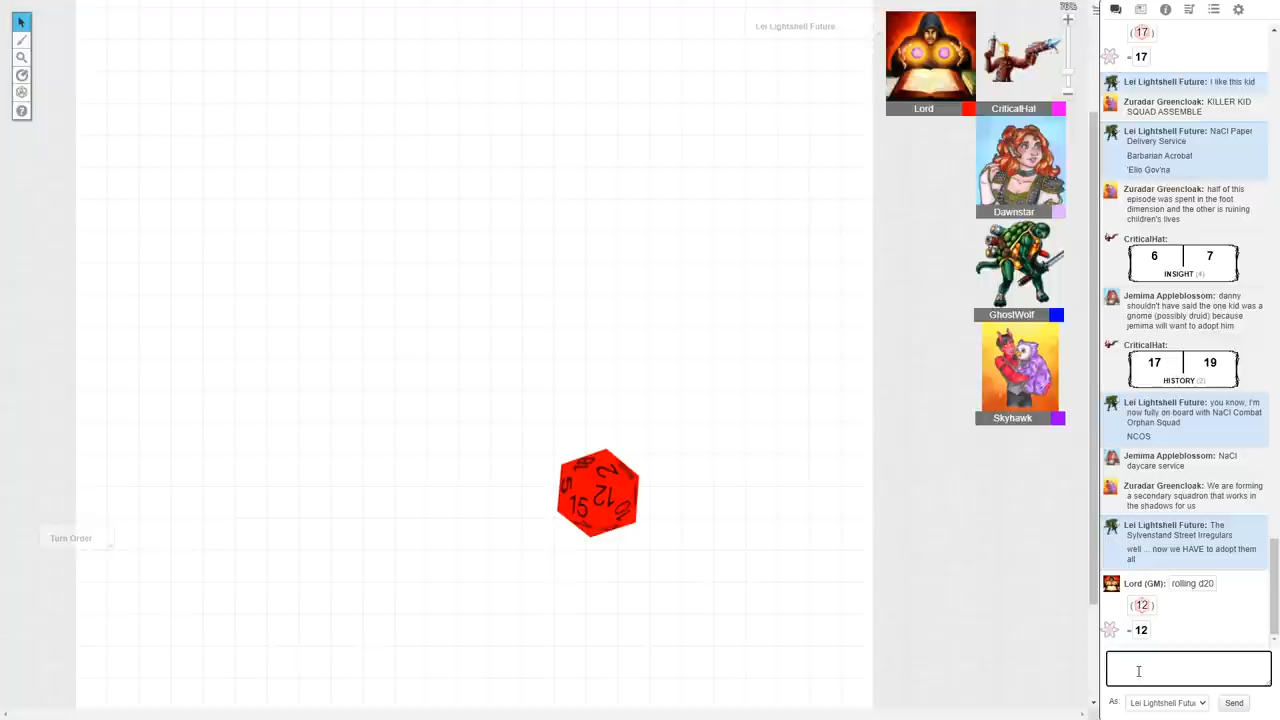 Lei Lightshell Future
Turn Order
Lord
CriticalHat
Dawnstar
GhostWolf
Skyhawk
(17)
= 17
Lei Lightshell Future: I like this kid
Zuradar Greencloak: KILLER KID
SQUAD ASSEMBLE
Lei Lightshell Future: NaCl Paper
Delivery Service
Barbarian Acrobat
'Elio Gov'na
Zuradar Greencloak: half of this
episode was spent in the foot
dimension and the other is ruining
children's lives
CriticalHat:
6 7
INSIGHT (4)
Jemima Appleblossom: danny
shouldn't have said the one kid was a
gnome (possibly druid) because
jemima will want to adopt him
CriticalHat:
17 19
HISTORY (2)
Lei Lightshell Future: you know, I'm
now fully on board with NaCl Combat
Orphan Squad
NCOS
Jemima Appleblossom: NaCl
daycare service
Zuradar Greencloak: We are forming
a secondary squadron that works in
the shadows for us
Lei Lightshell Future: The
Sylvenstand Street Irregulars
well ... now we HAVE to adopt them
all
Lord (GM): rolling d20
(12)
= 12
As: Lei Lightshell Futu Send
2
12
15
5